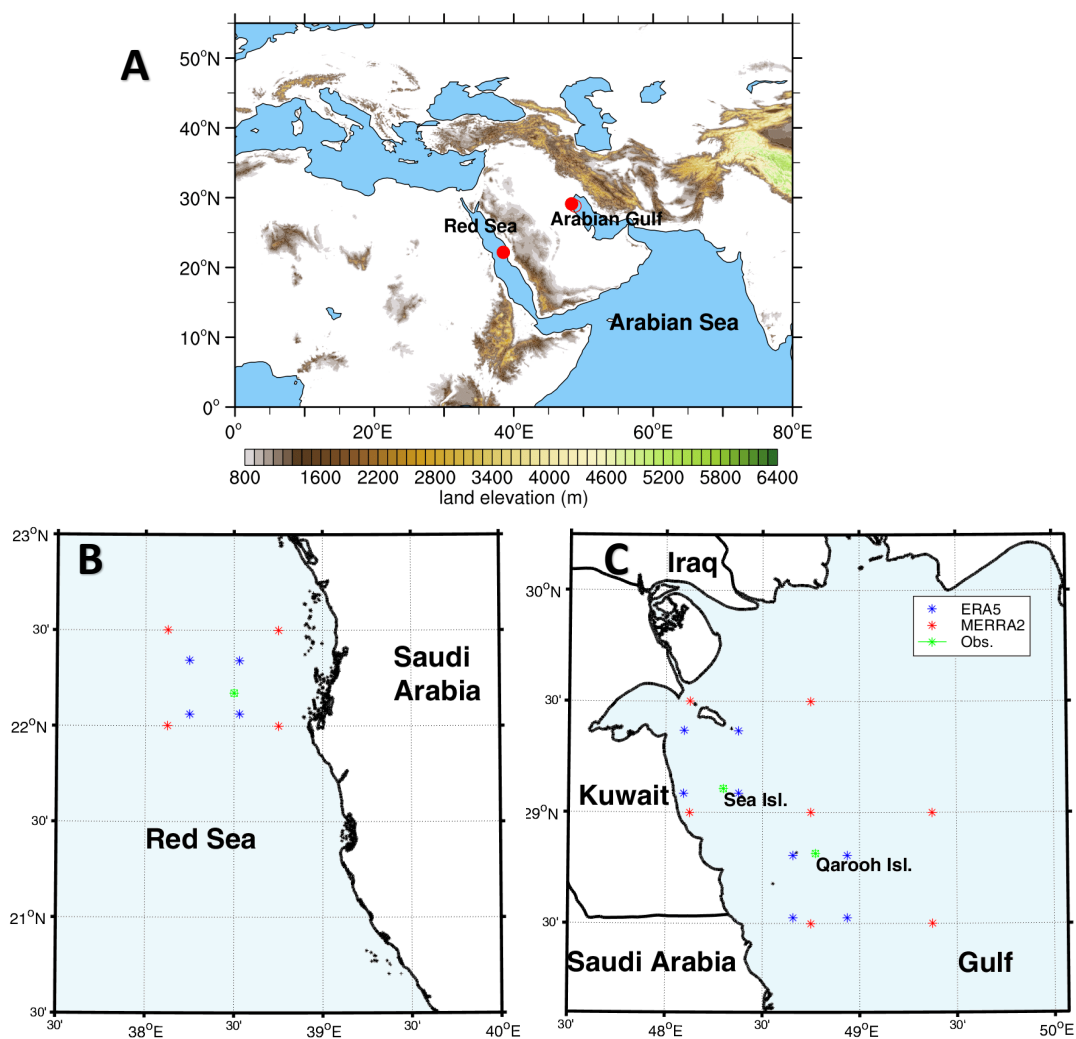 A
50°N
40°N
30°N
20°N
10°N
0°
Red Sea
Arabian Gulf
Arabian Sea
0°
20°E
40°E
60°E
80°E
800 1600 2200 2800 3400 4000 4600 5200 5800 6400
land elevation (m)
B
23°N
30'
22°N
30'
21°N
30'
Saudi
Arabia
Red Sea
30'
38°E
30'
39°E
30'
40°E
C
Iraq
30°N
30'
29°N
30'
ERA5
MERRA2
Obs.
Kuwait
Sea Isl.
Qarooh Isl.
Saudi Arabia
Gulf
30'
48°E
30'
49°E
30'
50°E